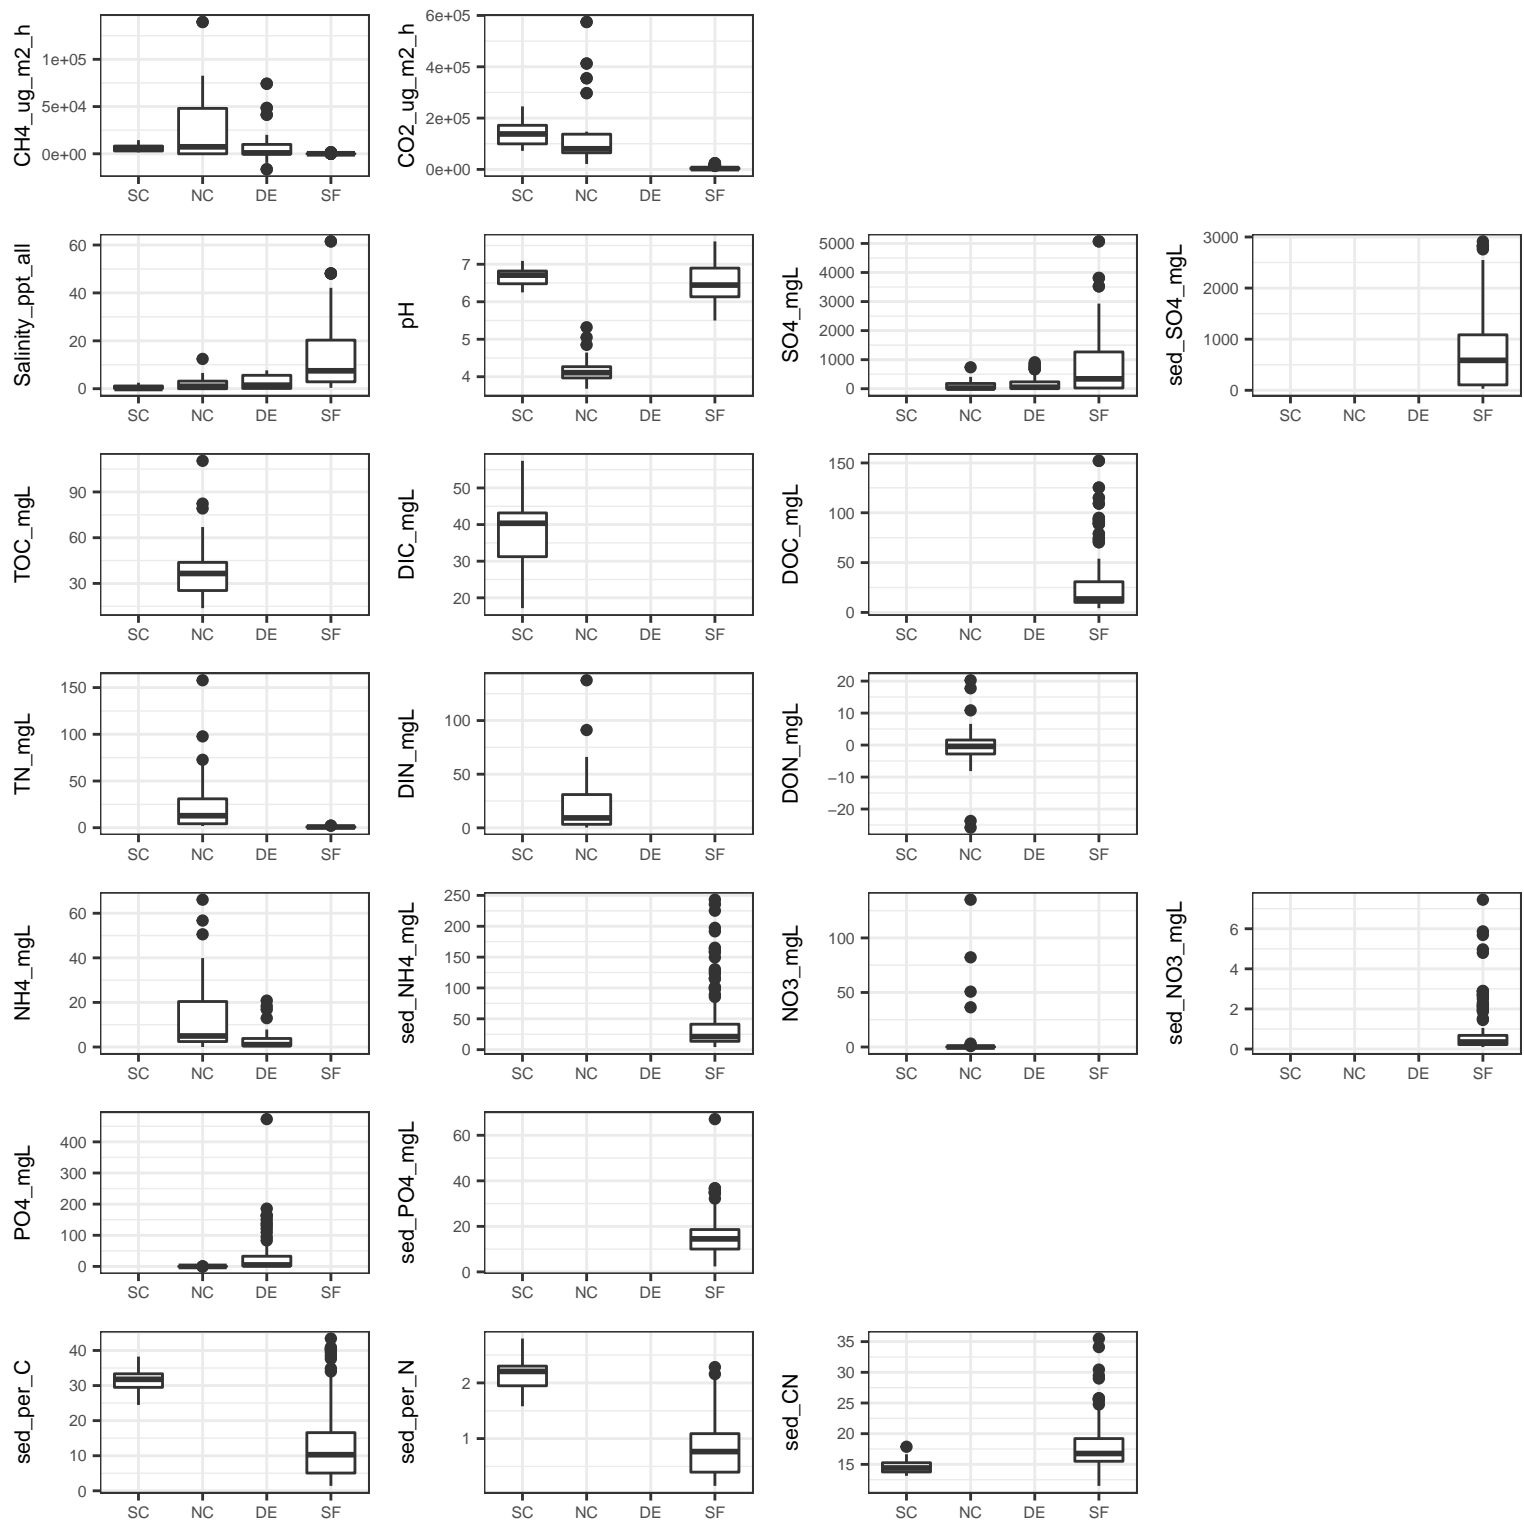 CH4_ug_m2_h
1e+05
5e+04
0e+00
SC NC DE SF
CO2_ug_m2_h
6e+05
4e+05
2e+05
0e+00
SC NC DE SF
Salinity_ppt_all
60
40
20
0
SC NC DE SF
pH
7
6
5
4
SC NC DE SF
SO4_mgL
5000
4000
3000
2000
1000
0
SC NC DE SF
sed_SO4_mgL
3000
2000
1000
0
SC NC DE SF
TOC_mgL
90
60
30
SC NC DE SF
DIC_mgL
50
40
30
20
SC NC DE SF
DOC_mgL
150
100
50
0
SC NC DE SF
TN_mgL
150
100
50
0
SC NC DE SF
DIN_mgL
100
50
0
SC NC DE SF
DON_mgL
20
10
0
−10
−20
SC NC DE SF
NH4_mgL
60
40
20
0
SC NC DE SF
sed_NH4_mgL
250
200
150
100
50
0
SC NC DE SF
NO3_mgL
100
50
0
SC NC DE SF
sed_NO3_mgL
6
4
2
0
SC NC DE SF
PO4_mgL
400
300
200
100
0
SC NC DE SF
sed_PO4_mgL
60
40
20
0
SC NC DE SF
sed_per_C
40
30
20
10
0
SC NC DE SF
sed_per_N
2
1
SC NC DE SF
sed_CN
35
30
25
20
15
SC NC DE SF